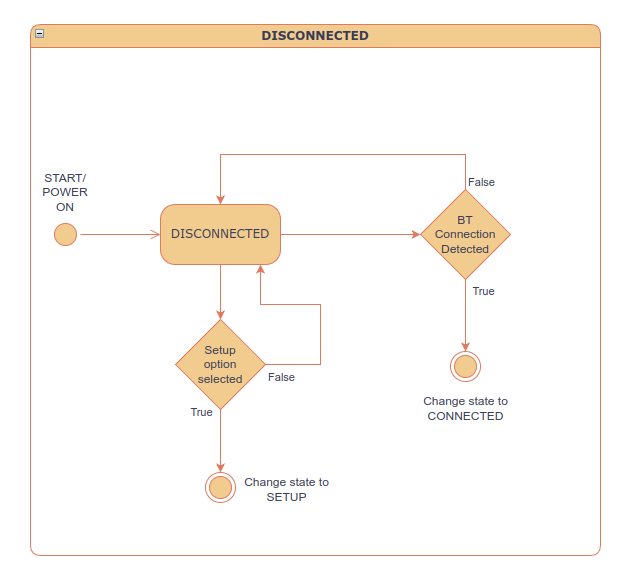 DISCONNECTED
START/
POWER
ON
DISCONNECTED
False
BT
Connection
Detected
True
Setup
option
selected
False
True
Change state to
CONNECTED
Change state to
SETUP